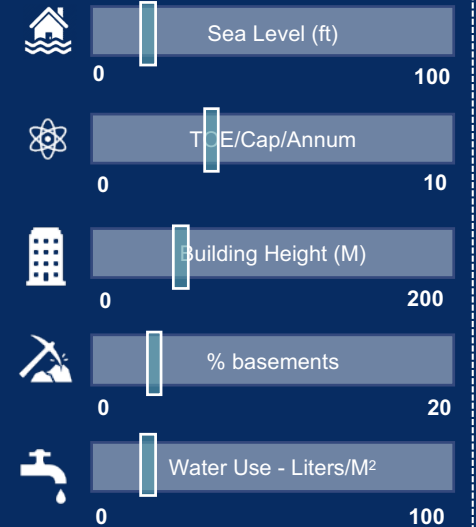 Sea Level (ft)
0 100
TOE/Cap/Annum
0 10
Building Height (M)
0 200
% basements
0 20
Water Use - Liters/M²
0 100